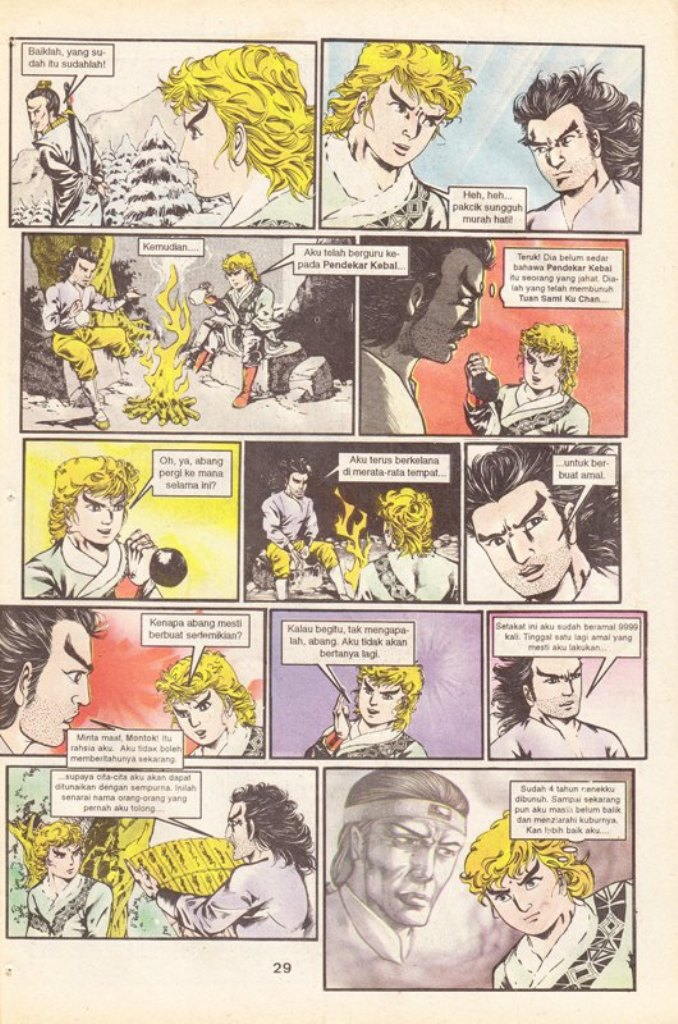 Baiklah, yang su-
dah itu sudahlah!
Heh, heh...
pakcik sungguh
murah hati!
Kemudian....
Aku telah berguru ke-
pada Pendekar Kebal...
Teruk! Dia belum sedar
bahawa Pendekar Kebal
itu seorang yang jahat. Dia-
lah yang telah membunuh
Tuan Sami Ku Chan....
Oh, ya, abang
pergi ke mana
selama ini?
Aku terus berkelana
di merata-rata tempat...
...untuk ber-
buat amal.
Kenapa abang mesti
berbuat sedemikian?
Minta maaf, Montok! Itu
rahsia aku. Aku tidak boleh
memberitahunya sekarang.
Kalau begitu, tak mengapa-
lah, abang. Aku tidak akan
bertanya lagi.
Setakat ini aku sudah beramal 9999
kali. Tinggal satu lagi amal yang
mesti aku lakukan...
...supaya cita-cita aku akan dapat
ditunaikan dengan sempurna. Inilah
senarai nama orang-orang yang
pernah aku tolong....
Sudah 4 tahun nenekku
dibunuh. Sampai sekarang
pun aku masih belum balik
dan menziarahi kuburnya.
Kan lebih baik aku....
29